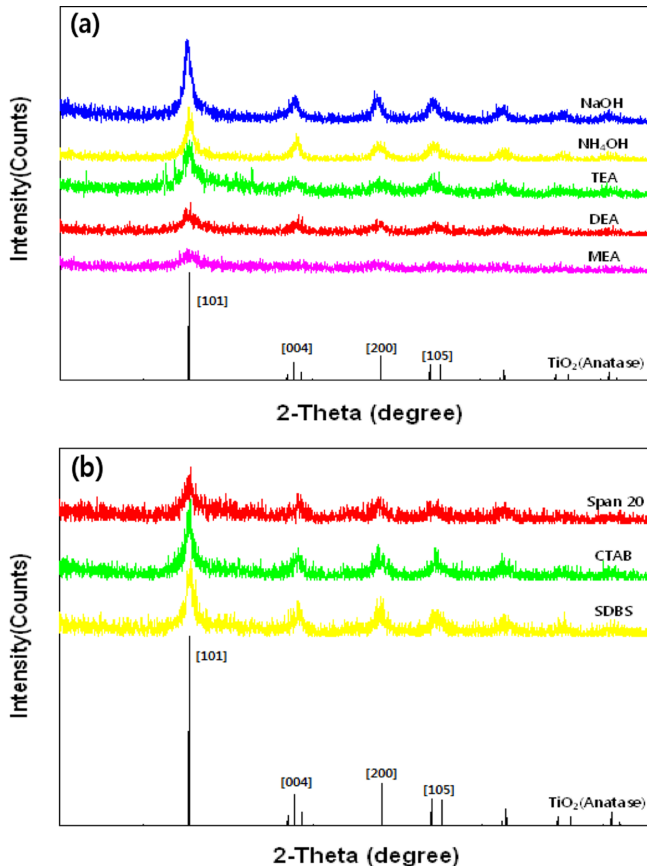 (a)
NaOH
NH₄OH
TEA
DEA
MEA
[101]
[004]
[200]
[105]
TiO₂(Anatase)
Intensity(Counts)
2-Theta (degree)
(b)
Span 20
CTAB
SDBS
[101]
[004]
[200]
[105]
TiO₂(Anatase)
Intensity(Counts)
2-Theta (degree)